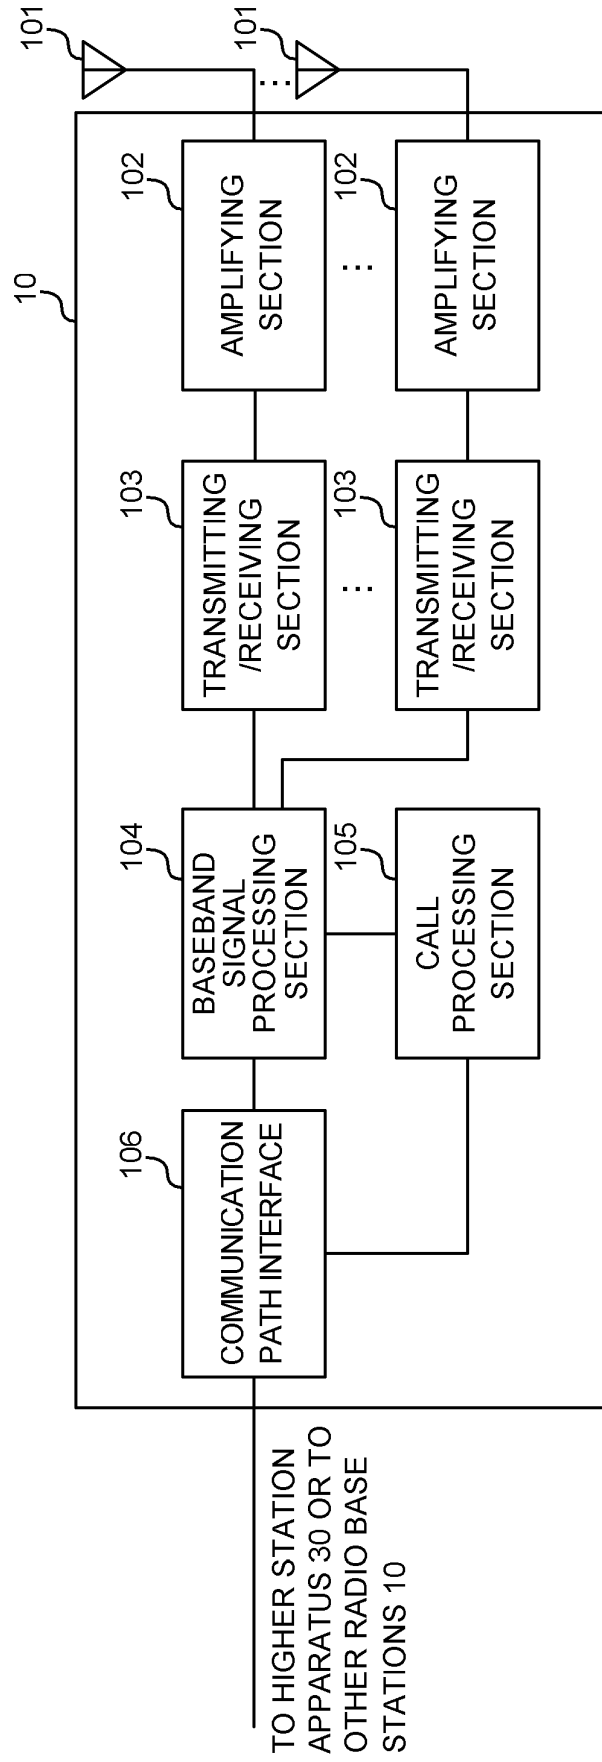 10
101
101
102
AMPLIFYING
SECTION
...
102
AMPLIFYING
SECTION
103
TRANSMITTING
/RECEIVING
SECTION
...
103
TRANSMITTING
/RECEIVING
SECTION
104
BASEBAND
SIGNAL
PROCESSING
SECTION
105
CALL
PROCESSING
SECTION
106
COMMUNICATION
PATH INTERFACE
TO HIGHER STATION
APPARATUS 30 OR TO
OTHER RADIO BASE
STATIONS 10
...